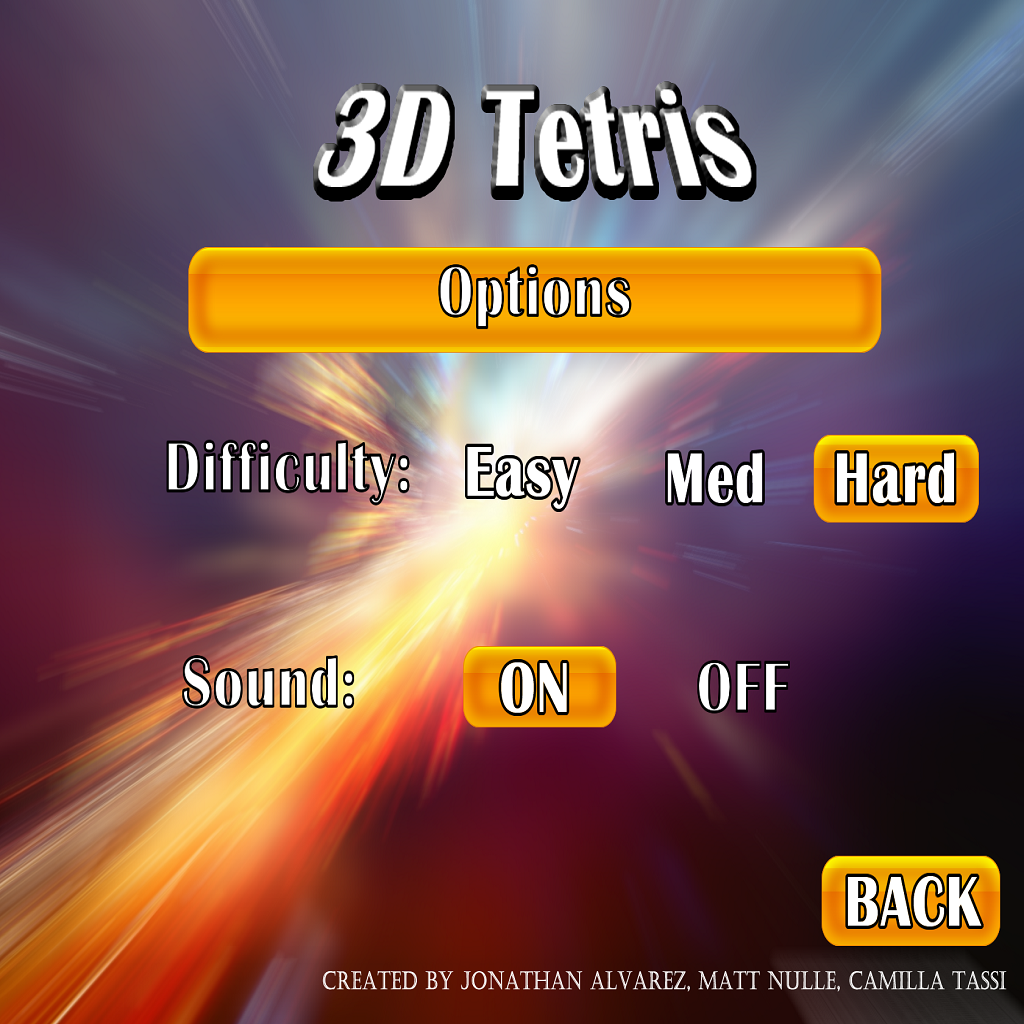 3D Tetris
Options
Difficulty: Easy Med Hard
Sound: ON OFF
BACK
CREATED BY JONATHAN ALVAREZ, MATT NULLE, CAMILLA TASSI